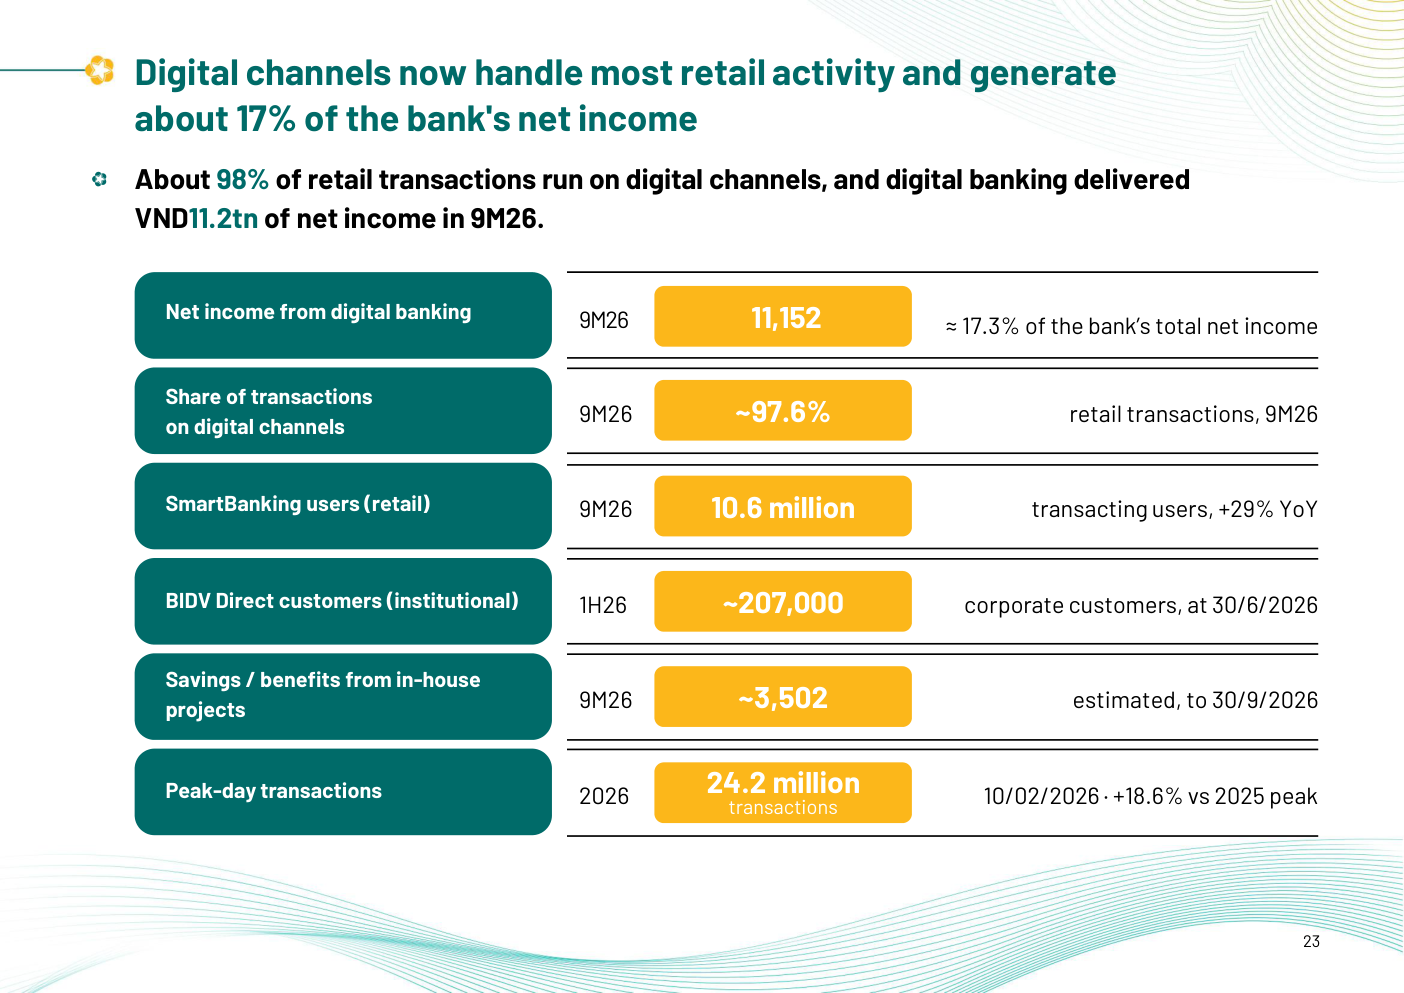 Digital channels now handle most retail activity and generate
about 17% of the bank's net income
About 98% of retail transactions run on digital channels, and digital banking delivered
VND11.2tn of net income in 9M26.
Net income from digital banking
9M26
11,152
≈ 17.3% of the bank’s total net income
Share of transactions
on digital channels
9M26
~97.6%
retail transactions, 9M26
SmartBanking users (retail)
9M26
10.6 million
transacting users, +29% YoY
BIDV Direct customers (institutional)
1H26
~207,000
corporate customers, at 30/6/2026
Savings / benefits from in-house
projects
9M26
~3,502
estimated, to 30/9/2026
Peak-day transactions
2026
24.2 million
transactions
10/02/2026 · +18.6% vs 2025 peak
23